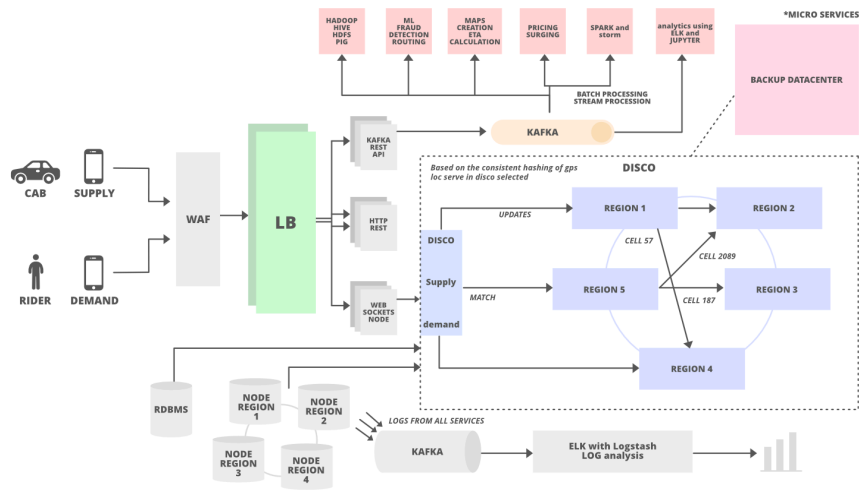 *MICRO SERVICES
HADOOP
HIVE
HDFS
PIG
ML
FRAUD
DETECTION
ROUTING
MAPS
CREATION
ETA
CALCULATION
PRICING
SURGING
SPARK and
storm
analytics using
ELK and
JUPYTER
BACKUP DATACENTER
BATCH PROCESSING
STREAM PROCESSION
KAFKA
KAFKA
REST
API
CAB
SUPPLY
WAF
LB
HTTP
REST
RIDER
DEMAND
WEB
SOCKETS
NODE
Based on the consistent hashing of gps
loc serve in disco selected
DISCO
DISCO
Supply
demand
UPDATES
MATCH
REGION 1
REGION 2
CELL 57
CELL 2089
REGION 5
CELL 187
REGION 3
REGION 4
RDBMS
NODE
REGION
1
NODE
REGION
2
NODE
REGION
3
NODE
REGION
4
LOGS FROM ALL SERVICES
KAFKA
ELK with Logstash
LOG analysis